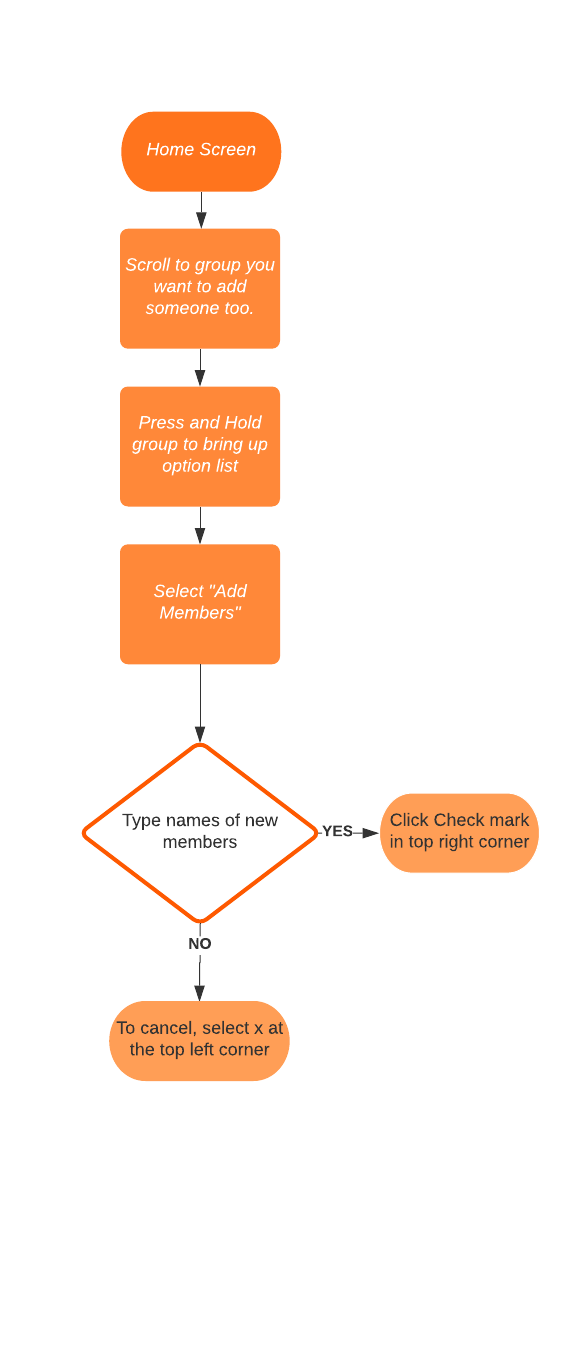 Home Screen
Scroll to group you
want to add
someone too.
Press and Hold
group to bring up
option list
Select "Add
Members"
Type names of new
members
YES
Click Check mark
in top right corner
NO
To cancel, select x at
the top left corner